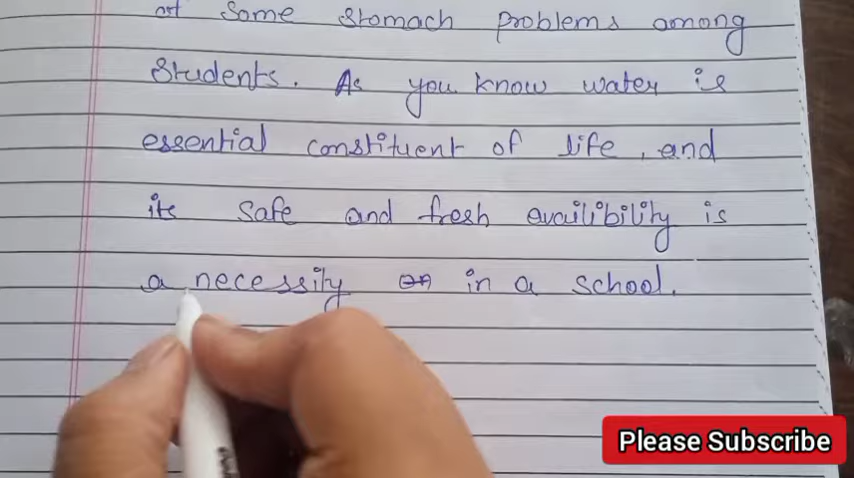 of some stomach problems among
students. As you know water is
essential constituent of life, and
its safe and fresh availibility is
a necessity in a school.
Please Subscribe